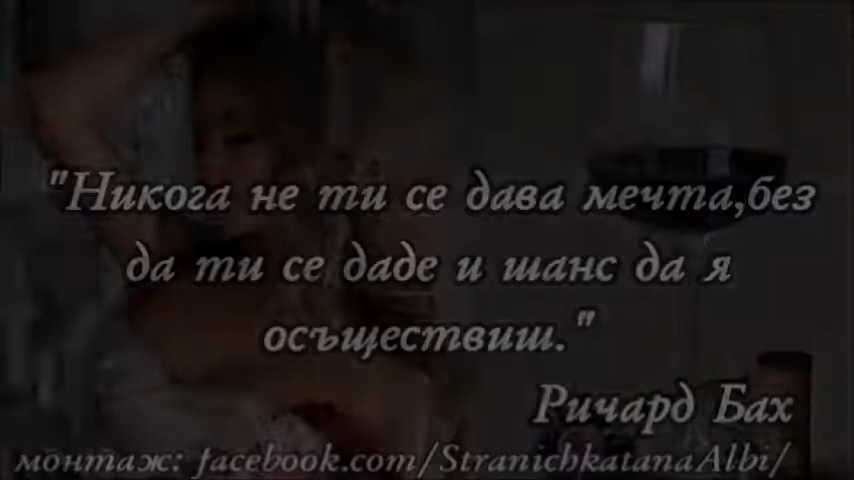 "Никога не ти се дава мечта,без
да ти се даде и шанс да я
осъществиш."
Ричард Бах
монтаж: facebook.com/StranichkatanaAlbi/